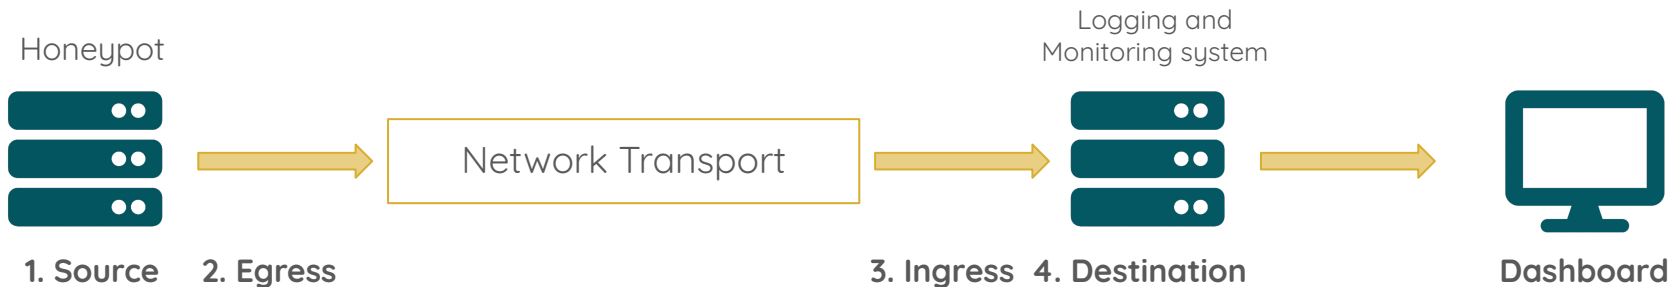 Honeypot
Network Transport
Logging and
Monitoring system
1. Source
2. Egress
3. Ingress
4. Destination
Dashboard